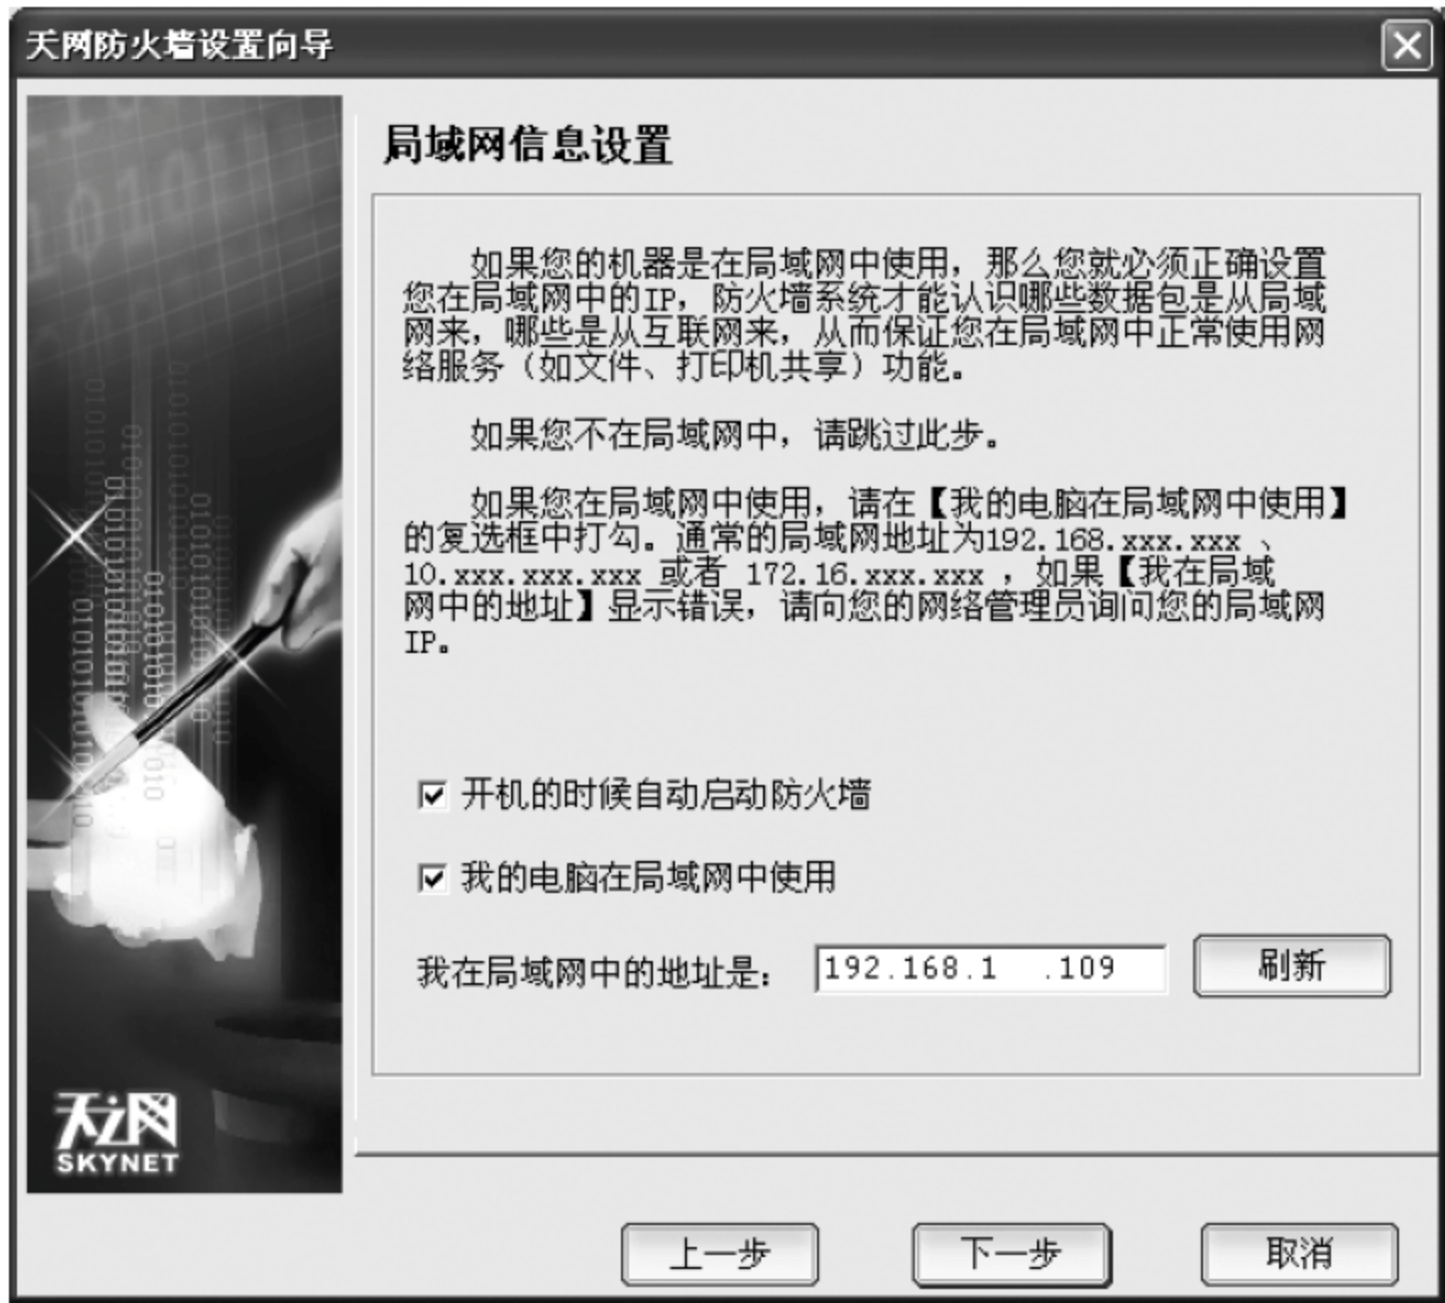 天网防火墙设置向导
局域网信息设置
如果您的机器是在局域网中使用，那么您就必须正确设置
您在局域网中的IP，防火墙系统才能认识哪些数据包是从局域
网来，哪些是从互联网来，从而保证您在局域网中正常使用网
络服务（如文件、打印机共享）功能。
如果您不在局域网中，请跳过此步。
如果您在局域网中使用，请在【我的电脑在局域网中使用】
的复选框中打勾。通常的局域网地址为192.168.xxx.xxx 、
10.xxx.xxx.xxx 或者 172.16.xxx.xxx ，如果【我在局域
网中的地址】显示错误，请向您的网络管理员询问您的局域网
IP。
开机的时候自动启动防火墙
我的电脑在局域网中使用
我在局域网中的地址是： 192.168.1 .109 刷新
天之网
SKYNET
上一步 下一步 取消